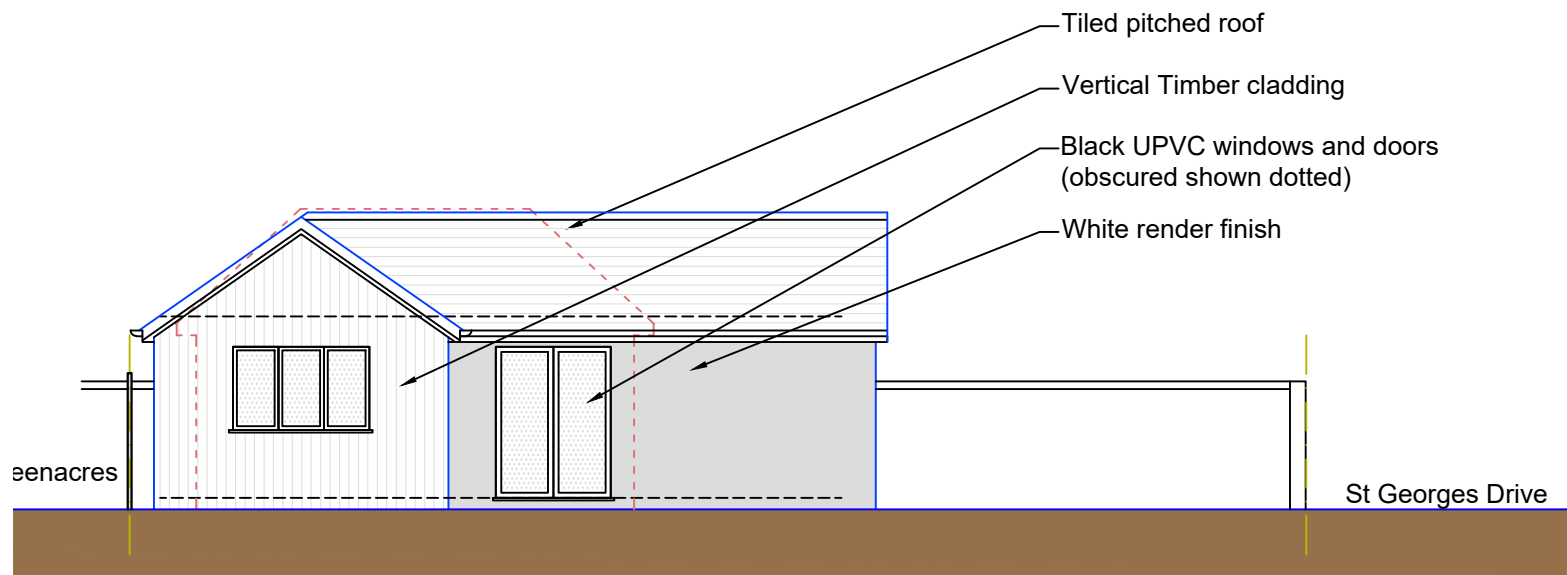 Tiled pitched roof
Vertical Timber cladding
Black UPVC windows and doors
(obscured shown dotted)
White render finish
eenacres
St Georges Drive